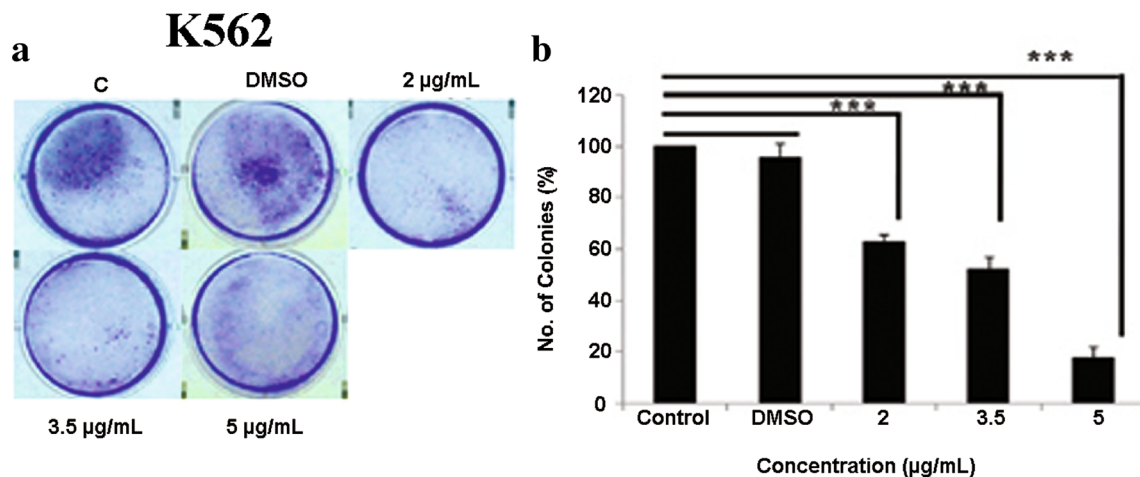 K562
a
C
DMSO
2 µg/mL
3.5 µg/mL
5 µg/mL
b
***
***
***
120
100
80
60
40
20
0
No. of Colonies (%)
Control
DMSO
2
3.5
5
Concentration (µg/mL)